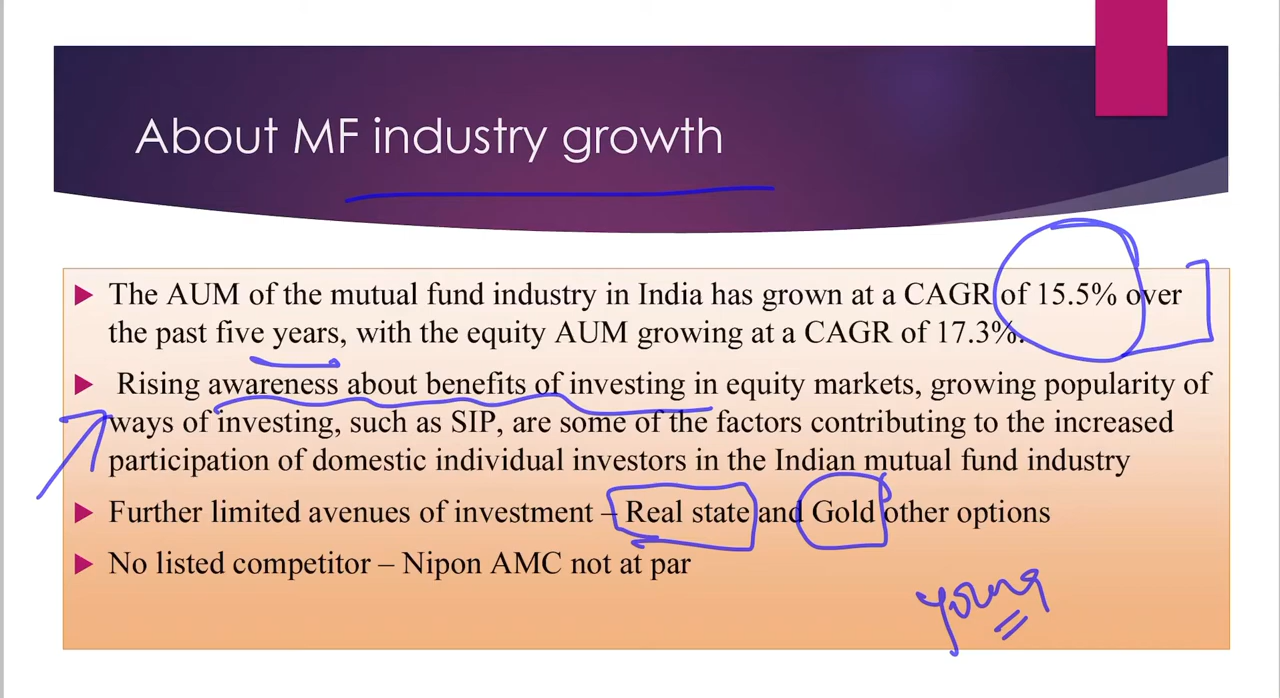 About MF industry growth
The AUM of the mutual fund industry in India has grown at a CAGR of 15.5% over
the past five years, with the equity AUM growing at a CAGR of 17.3%.
Rising awareness about benefits of investing in equity markets, growing popularity of
ways of investing, such as SIP, are some of the factors contributing to the increased
participation of domestic individual investors in the Indian mutual fund industry
Further limited avenues of investment – Real state and Gold other options
No listed competitor – Nipon AMC not at par
young